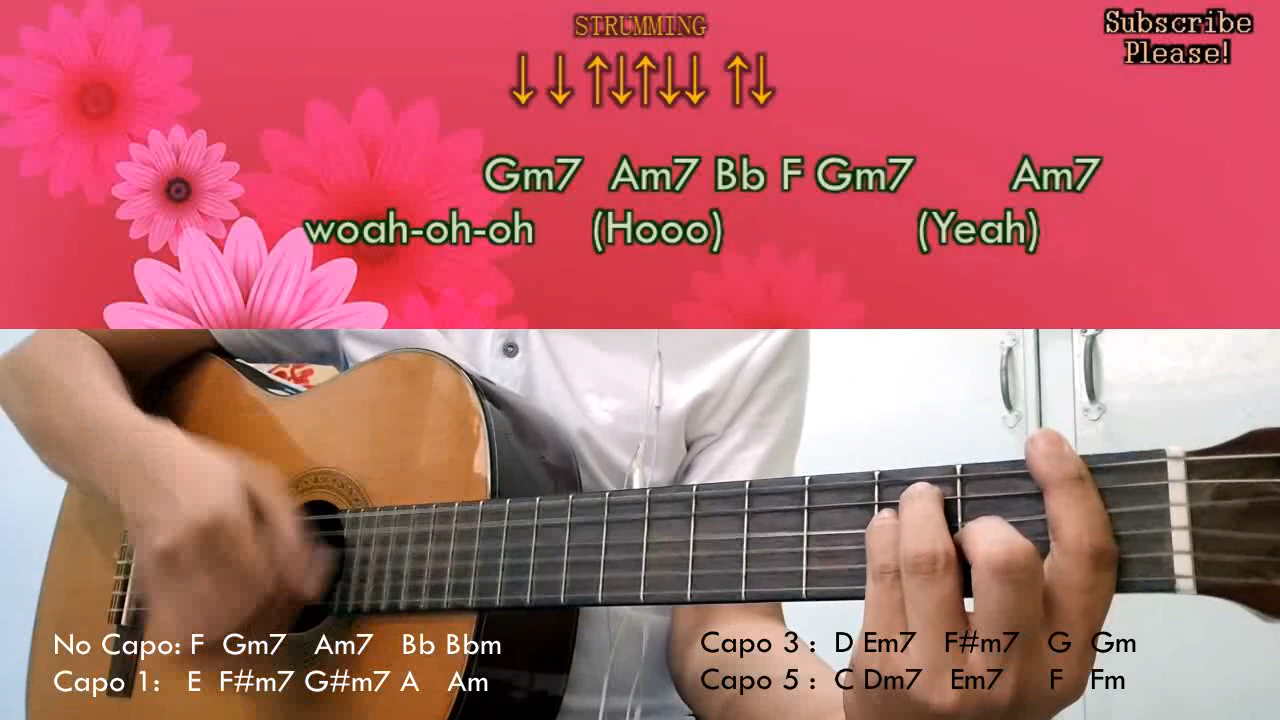 STRUMMING
Subscribe
Please!
↓ ↓ ↑↓↑↓↓ ↑↓
Gm7 Am7 Bb F Gm7 Am7
woah-oh-oh (Hooo) (Yeah)
No Capo: F Gm7 Am7 Bb Bbm
Capo 1: E F#m7 G#m7 A Am
Capo 3 : D Em7 F#m7 G Gm
Capo 5 : C Dm7 Em7 F Fm